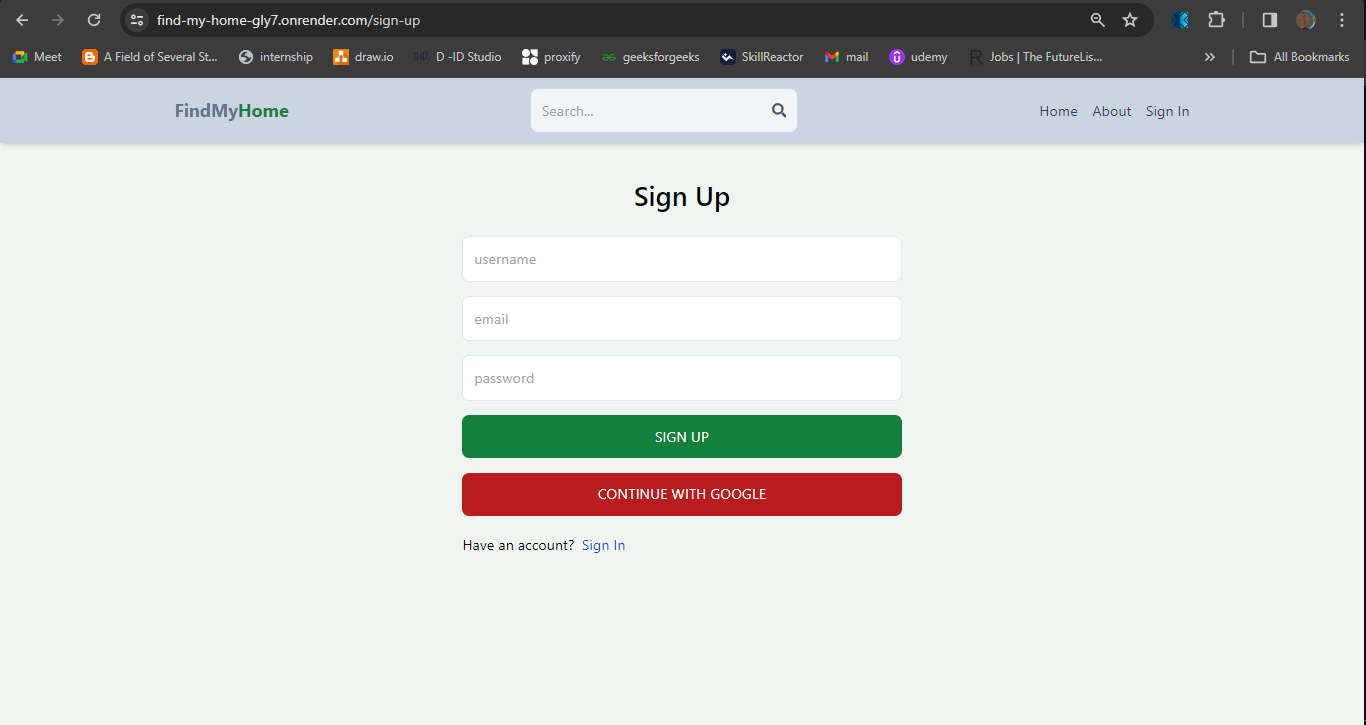 find-my-home-gly7.onrender.com/sign-up
Meet A Field of Several St... internship draw.io D -ID Studio proxify geeksforgeeks SkillReactor mail udemy Jobs | The FutureLis... All Bookmarks
FindMyHome Search... Home About Sign In
Sign Up
username
email
password
SIGN UP
CONTINUE WITH GOOGLE
Have an account? Sign In